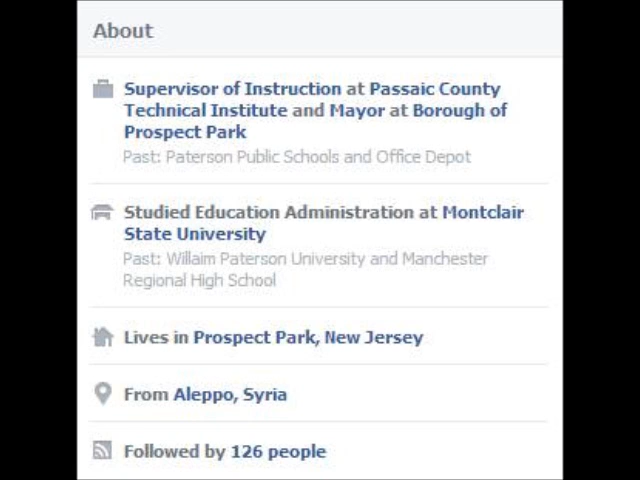 About
Supervisor of Instruction at Passaic County
Technical Institute and Mayor at Borough of
Prospect Park
Past: Paterson Public Schools and Office Depot
Studied Education Administration at Montclair
State University
Past: Willaim Paterson University and Manchester
Regional High School
Lives in Prospect Park, New Jersey
From Aleppo, Syria
Followed by 126 people